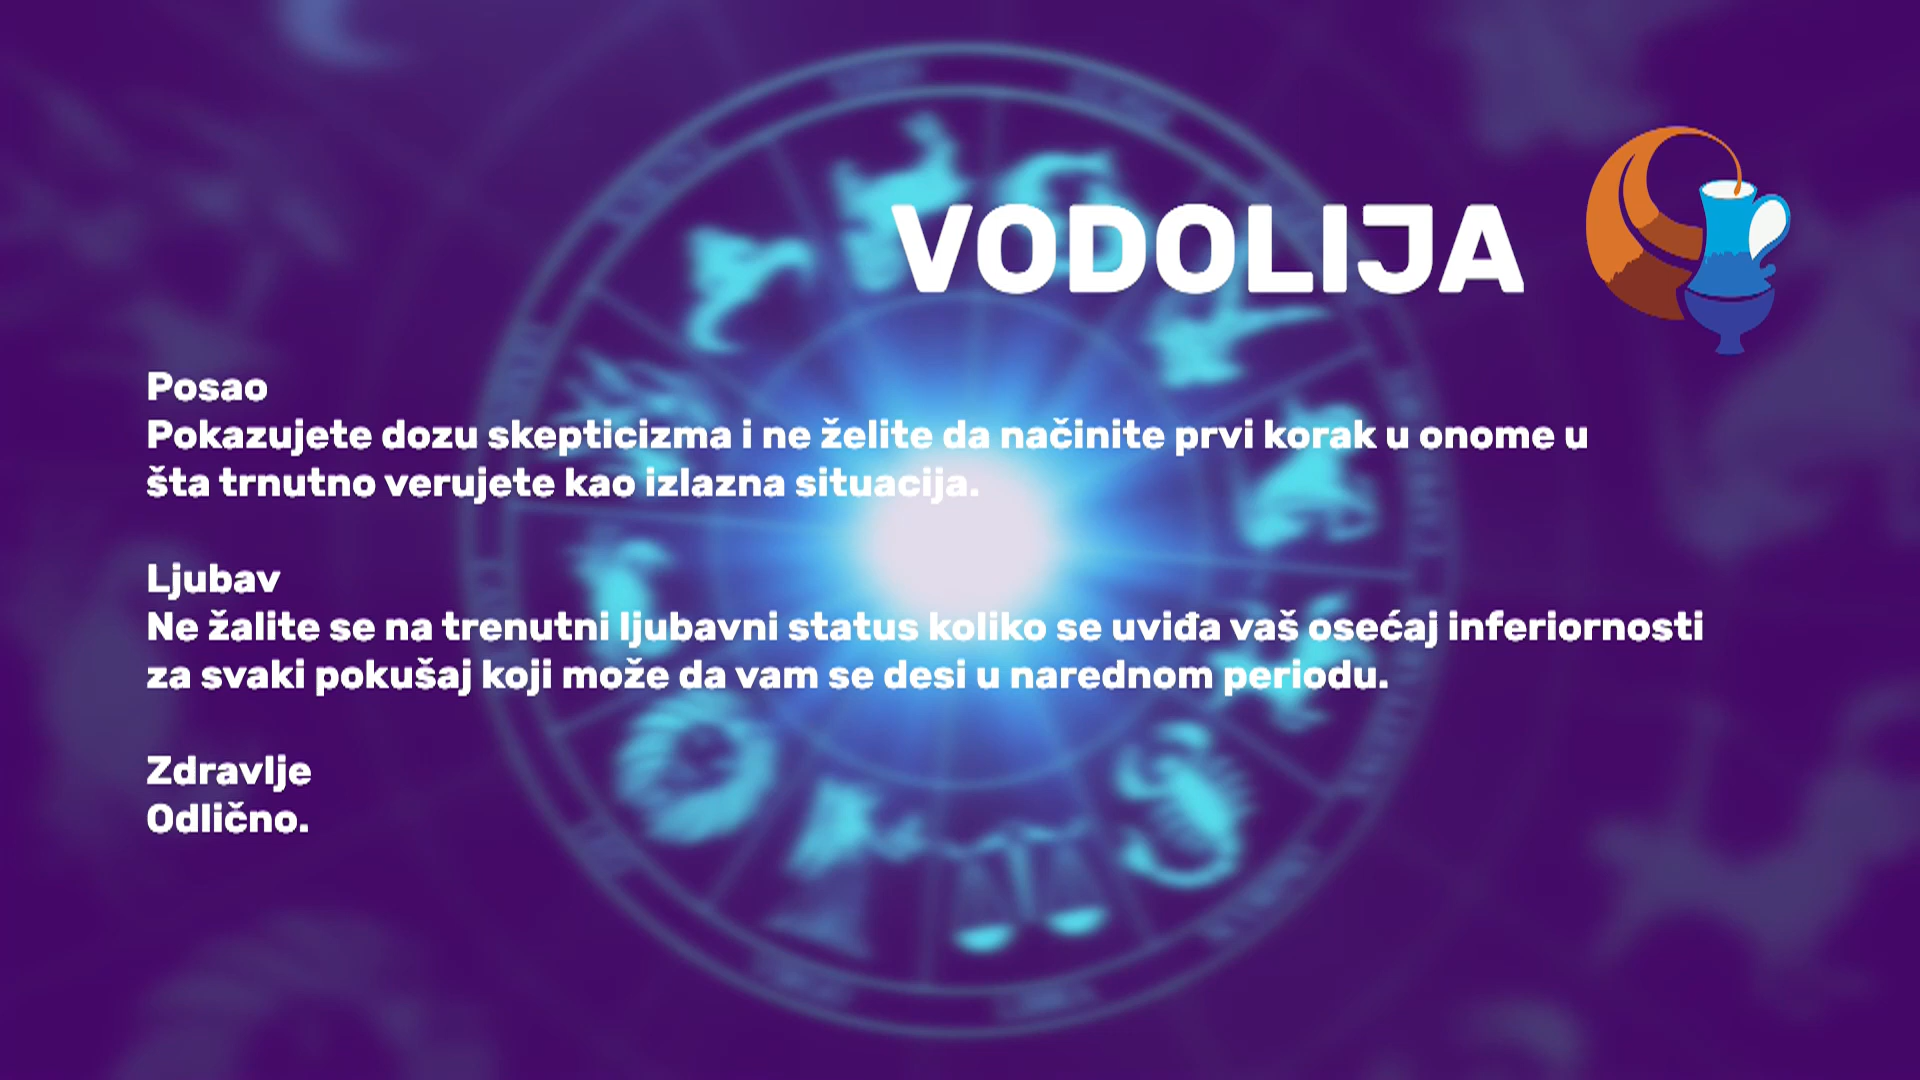 VODOLIJA
Posao
Pokazujete dozu skepticizma i ne želite da načinite prvi korak u onome u
šta trnutno verujete kao izlazna situacija.
Ljubav
Ne žalite se na trenutni ljubavni status koliko se uviđa vaš osećaj inferiornosti
za svaki pokušaj koji može da vam se desi u narednom periodu.
Zdravlje
Odlično.